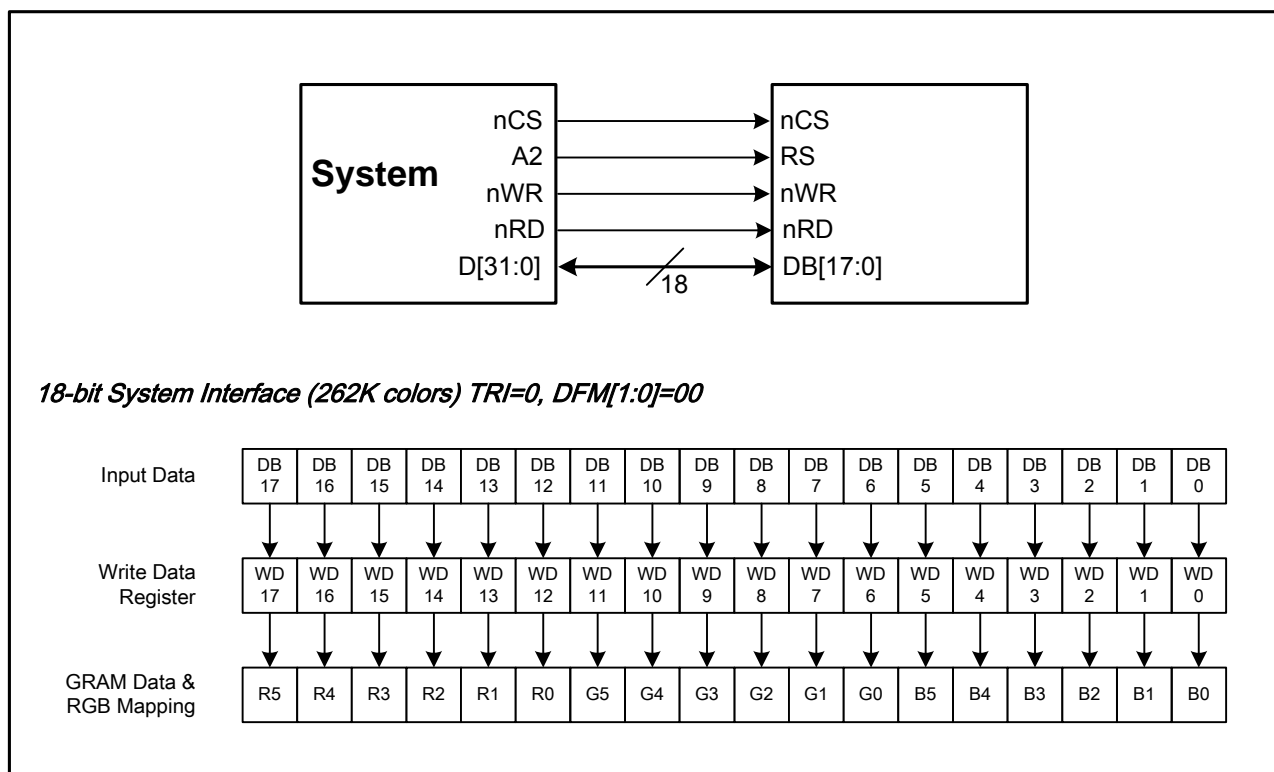 nCS nCS
A2 RS
System
nWR nWR
nRD nRD
D[31:0] DB[17:0]
18
18-bit System Interface (262K colors) TRI=0, DFM[1:0]=00
Input Data
DB 17 DB 16 DB 15 DB 14 DB 13 DB 12 DB 11 DB 10 DB 9 DB 8 DB 7 DB 6 DB 5 DB 4 DB 3 DB 2 DB 1 DB 0
Write Data
Register
WD 17 WD 16 WD 15 WD 14 WD 13 WD 12 WD 11 WD 10 WD 9 WD 8 WD 7 WD 6 WD 5 WD 4 WD 3 WD 2 WD 1 WD 0
GRAM Data &
RGB Mapping
R5 R4 R3 R2 R1 R0 G5 G4 G3 G2 G1 G0 B5 B4 B3 B2 B1 B0